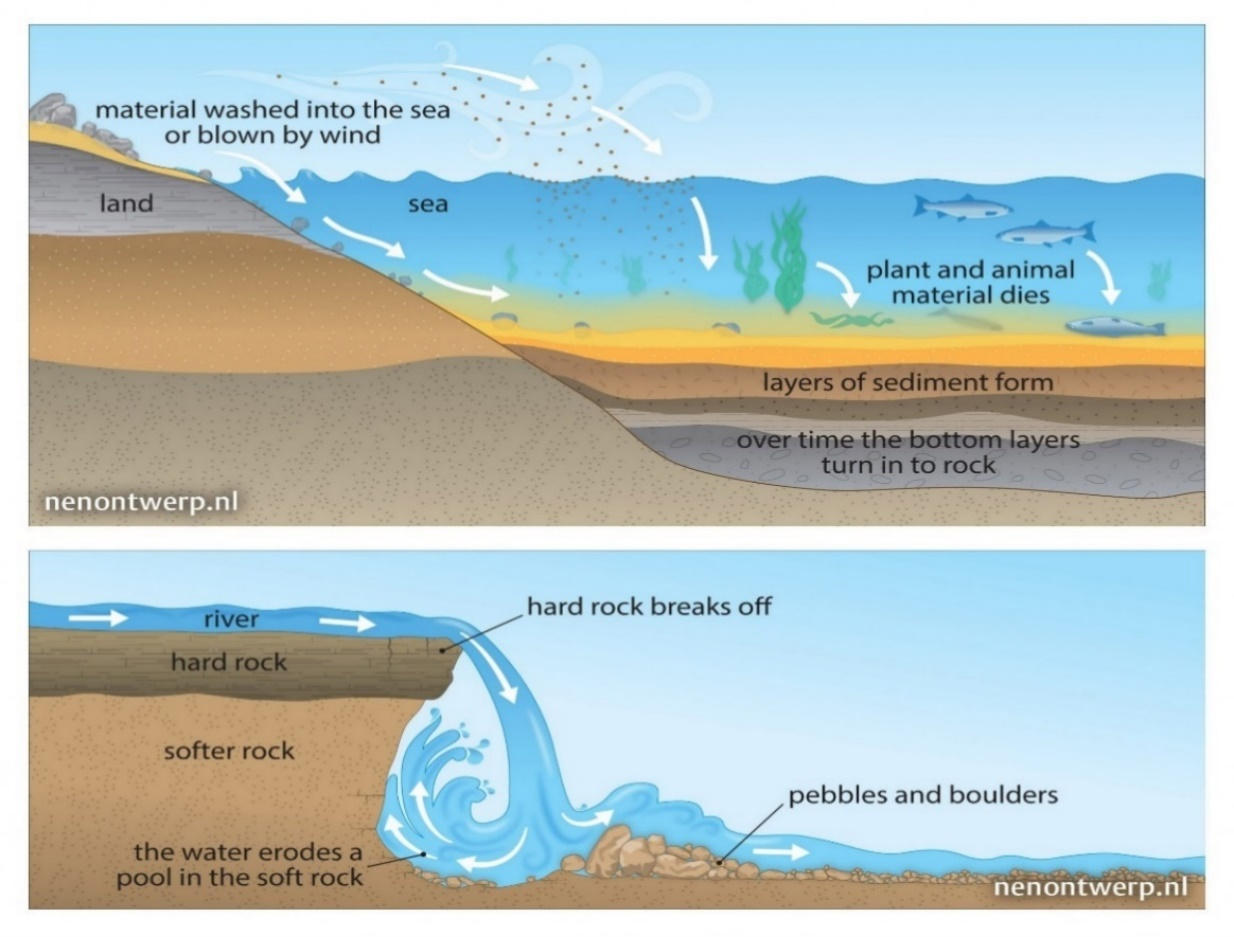 material washed into the sea
or blown by wind
land
sea
plant and animal
material dies
layers of sediment form
over time the bottom layers
turn in to rock
nenontwerp.nl
river
hard rock breaks off
hard rock
softer rock
pebbles and boulders
the water erodes a
pool in the soft rock
nenontwerp.nl